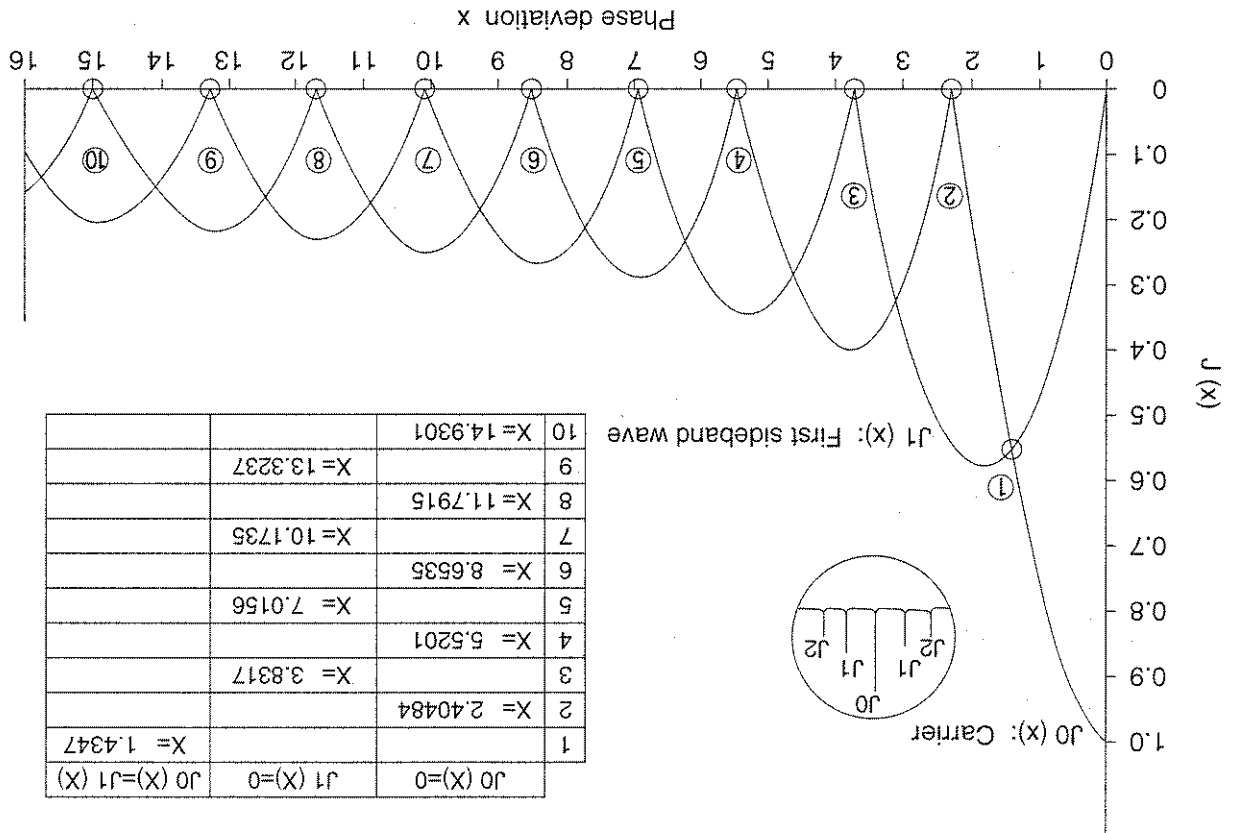 1.0
J0 (x): Carrier
0.9
0.8
0.7
0.6
0.5
0.4
0.3
0.2
0.1
0
J (x)
J0
J1 J1
J2 J2
J0 (X)=0 J1 (X)=0 J0 (X)=J1 (X)
1 X= 1.4347
2 X= 2.40484
3 X= 3.8317
4 X= 5.5201
5 X= 7.0156
6 X= 8.6535
7 X=10.1735
8 X=11.7915
9 X=13.3237
10 X=14.9301
①
J1 (x): First sideband wave
② ③ ④ ⑤ ⑥ ⑦ ⑧ ⑨ ⑩
0 1 2 3 4 5 6 7 8 9 10 11 12 13 14 15 16
Phase deviation x